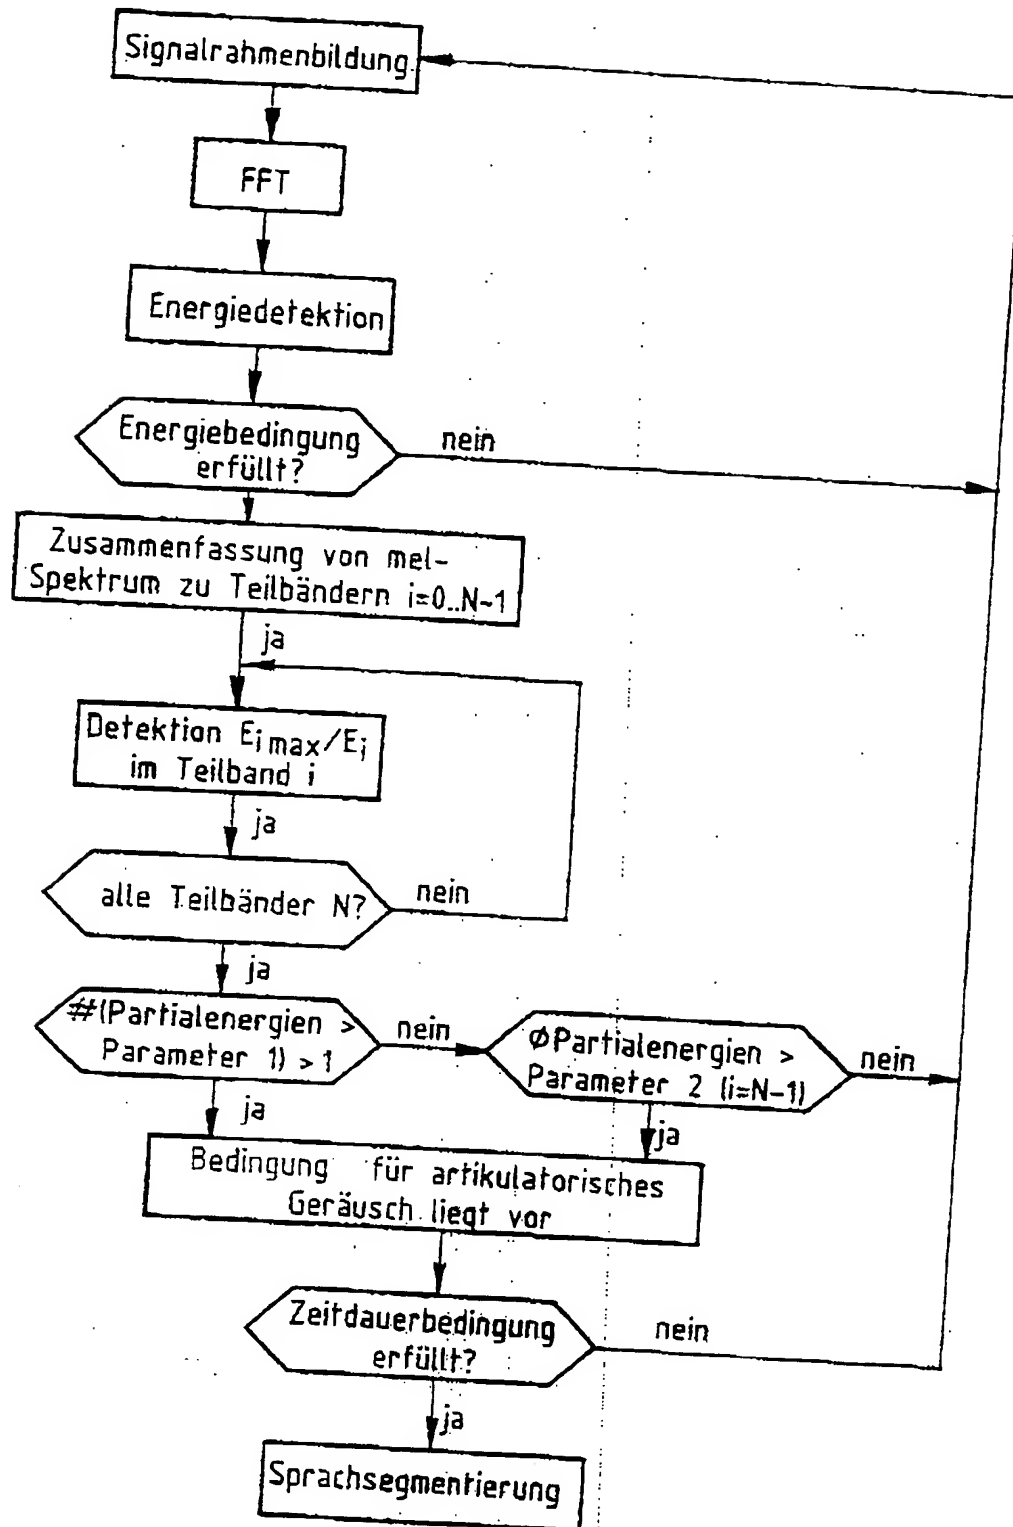 Signalrahmenbildung
FFT
Energiedetektion
Energiebedingung
erfüllt?
nein
Zusammenfassung von mel-
Spektrum zu Teilbändern i=0..N-1
ja
Detektion Ei max/Ei
im Teilband i
ja
alle Teilbänder N?
nein
ja
#(Partialenergien >
Parameter 1) > 1
nein
ØPartialenergien >
Parameter 2 (i=N-1)
nein
ja
ja
Bedingung für artikulatorisches
Geräusch liegt vor
Zeitdauerbedingung
erfüllt?
nein
ja
Sprachsegmentierung